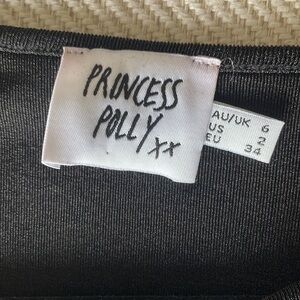 PRINCESS
POLLY xx
AU/UK 6
US 2
EU 34